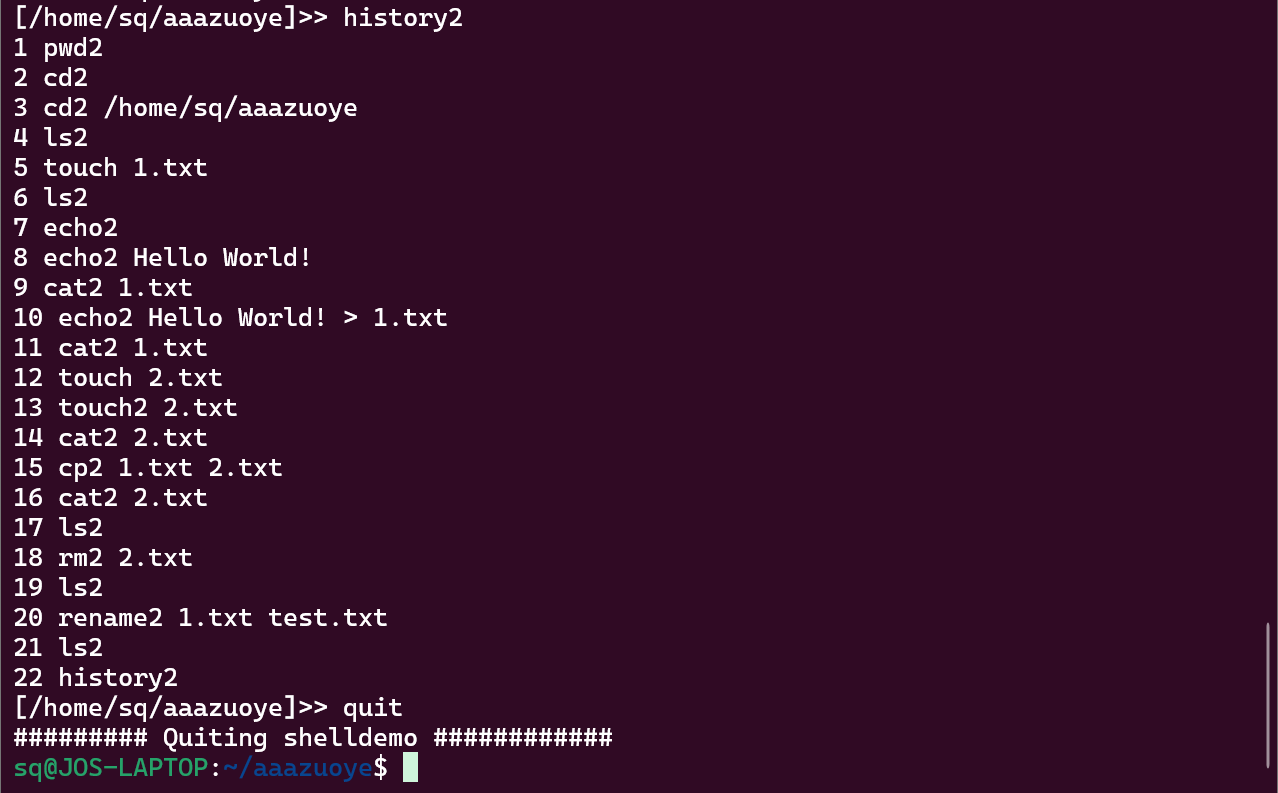 [/home/sq/aaazuoye]>> history2
1 pwd2
2 cd2
3 cd2 /home/sq/aaazuoye
4 ls2
5 touch 1.txt
6 ls2
7 echo2
8 echo2 Hello World!
9 cat2 1.txt
10 echo2 Hello World! > 1.txt
11 cat2 1.txt
12 touch 2.txt
13 touch2 2.txt
14 cat2 2.txt
15 cp2 1.txt 2.txt
16 cat2 2.txt
17 ls2
18 rm2 2.txt
19 ls2
20 rename2 1.txt test.txt
21 ls2
22 history2
[/home/sq/aaazuoye]>> quit
######### Quiting shelldemo ############
sq@JOS-LAPTOP:~/aaazuoye$